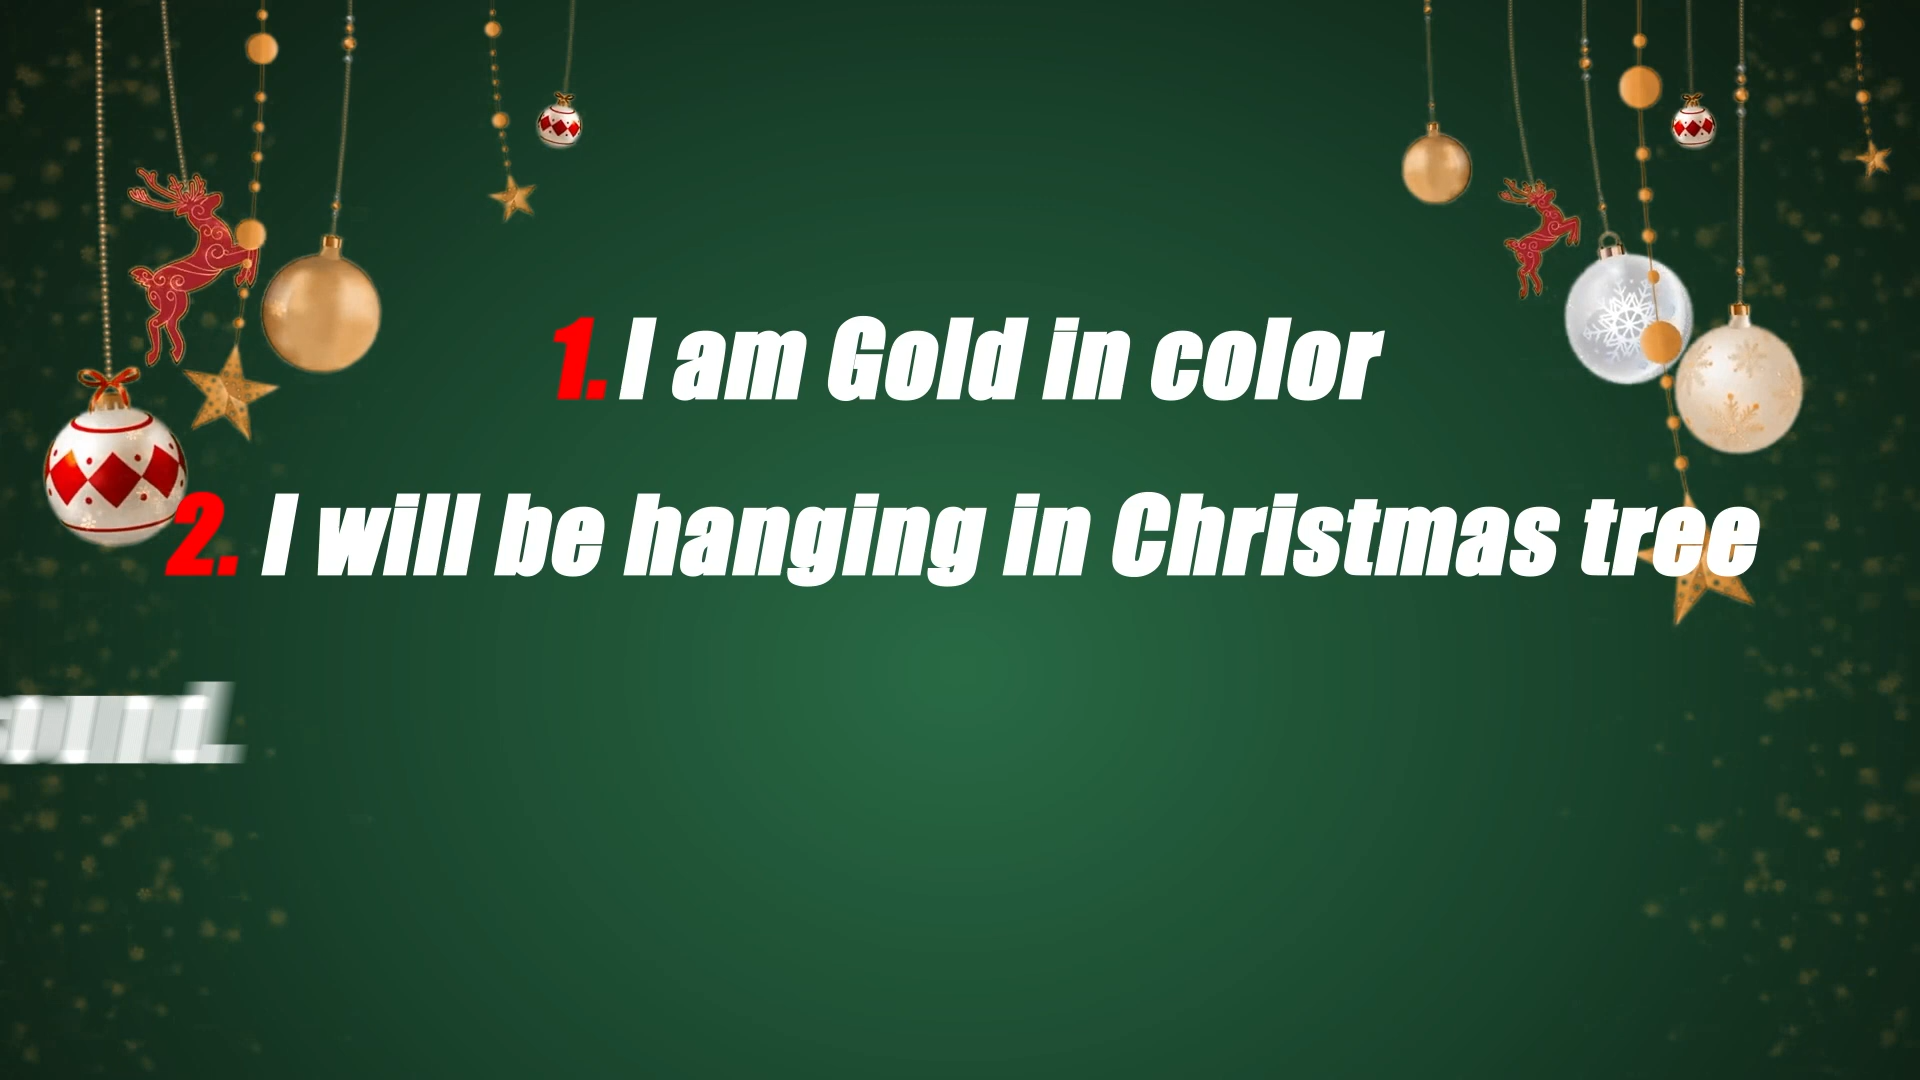 1. I am Gold in color
2. I will be hanging in Christmas tree